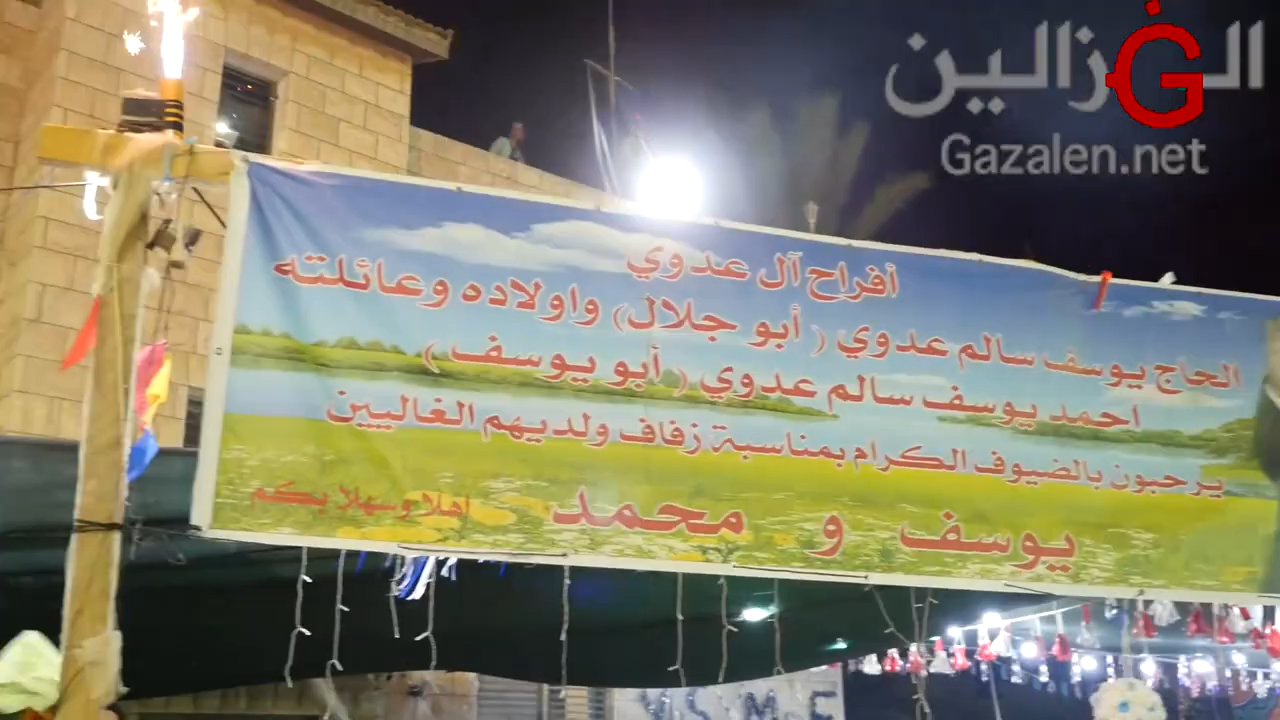 الغزالين
Gazalen.net
أفراح آل عدوي
الحاج يوسف سالم عدوي ( أبو جلال) واولاده وعائلته
احمد يوسف سالم عدوي ( أبو يوسف )
يرحبون بالضيوف الكرام بمناسبة زفاف ولديهم الغاليين
يوسف و محمد
اهلا وسهلا بكم